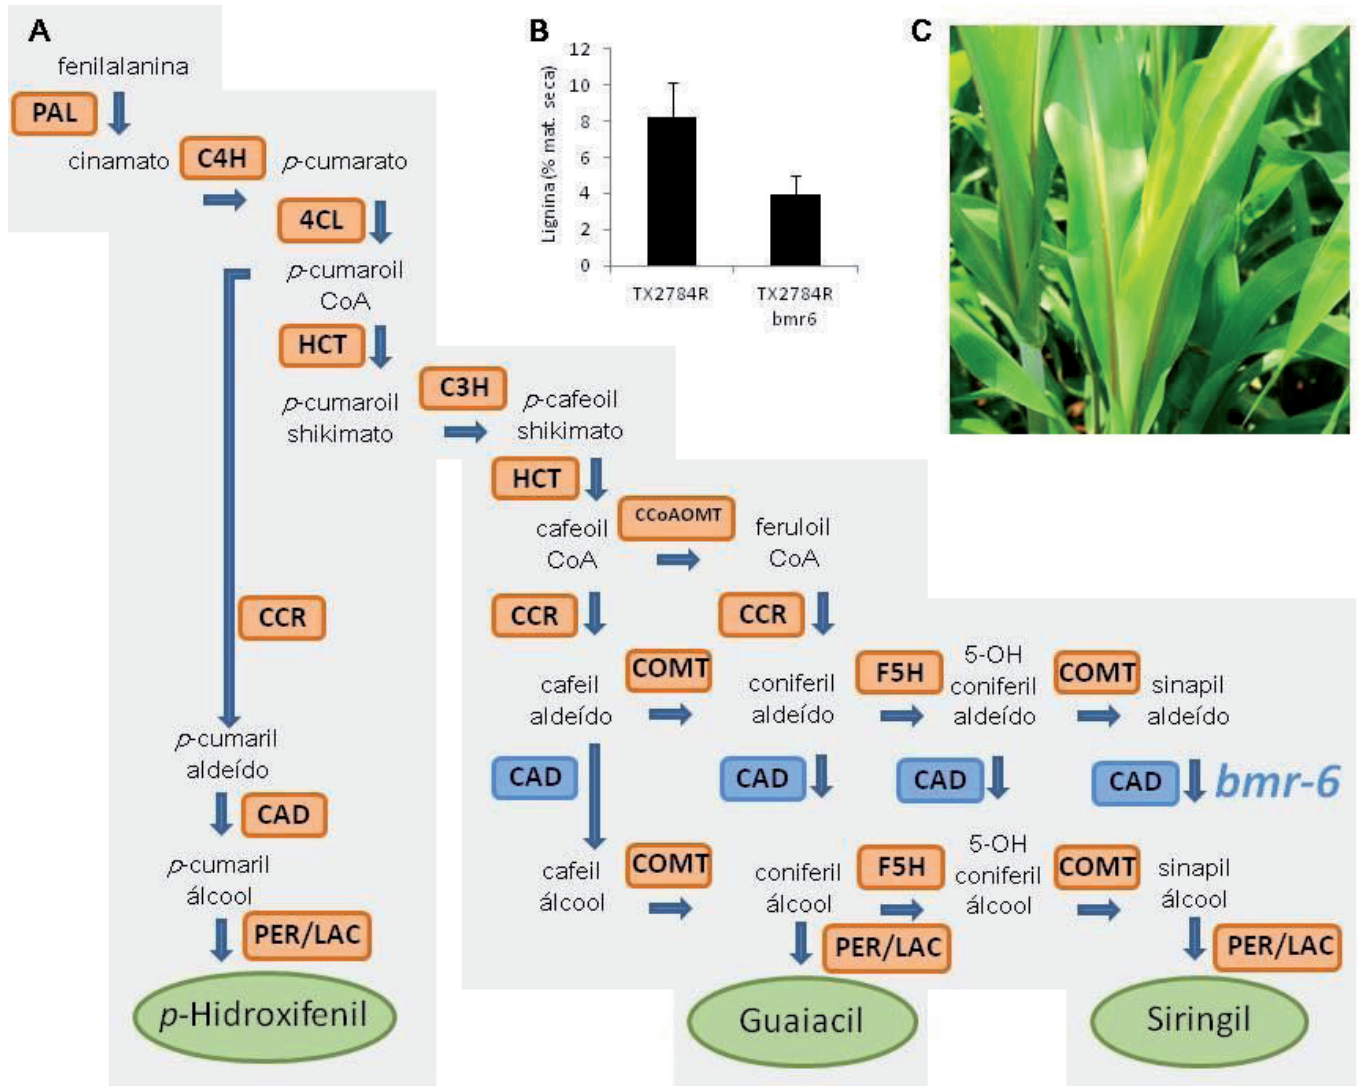 A
fenilalanina
PAL
cinamato
C4H
p-cumarato
4CL
p-cumaroil
CoA
HCT
p-cumaroil
shikimato
C3H
p-cafeoil
shikimato
HCT
cafeoil
CoA
CCoAOMT
feruloil
CoA
CCR
CCR
CCR
cafeil
aldeído
COMT
coniferil
aldeído
F5H
5-OH
coniferil
aldeído
COMT
sinapil
aldeído
p-cumaril
aldeído
CAD
CAD
CAD
CAD
CAD
bmr-6
p-cumaril
álcool
cafeil
álcool
COMT
coniferil
álcool
F5H
5-OH
coniferil
álcool
COMT
sinapil
álcool
PER/LAC
PER/LAC
PER/LAC
p-Hidroxifenil
Guaiacil
Siringil
B
Lignina (% mat. seca)
12
10
8
6
4
2
0
TX2784R
TX2784R
bmr6
C